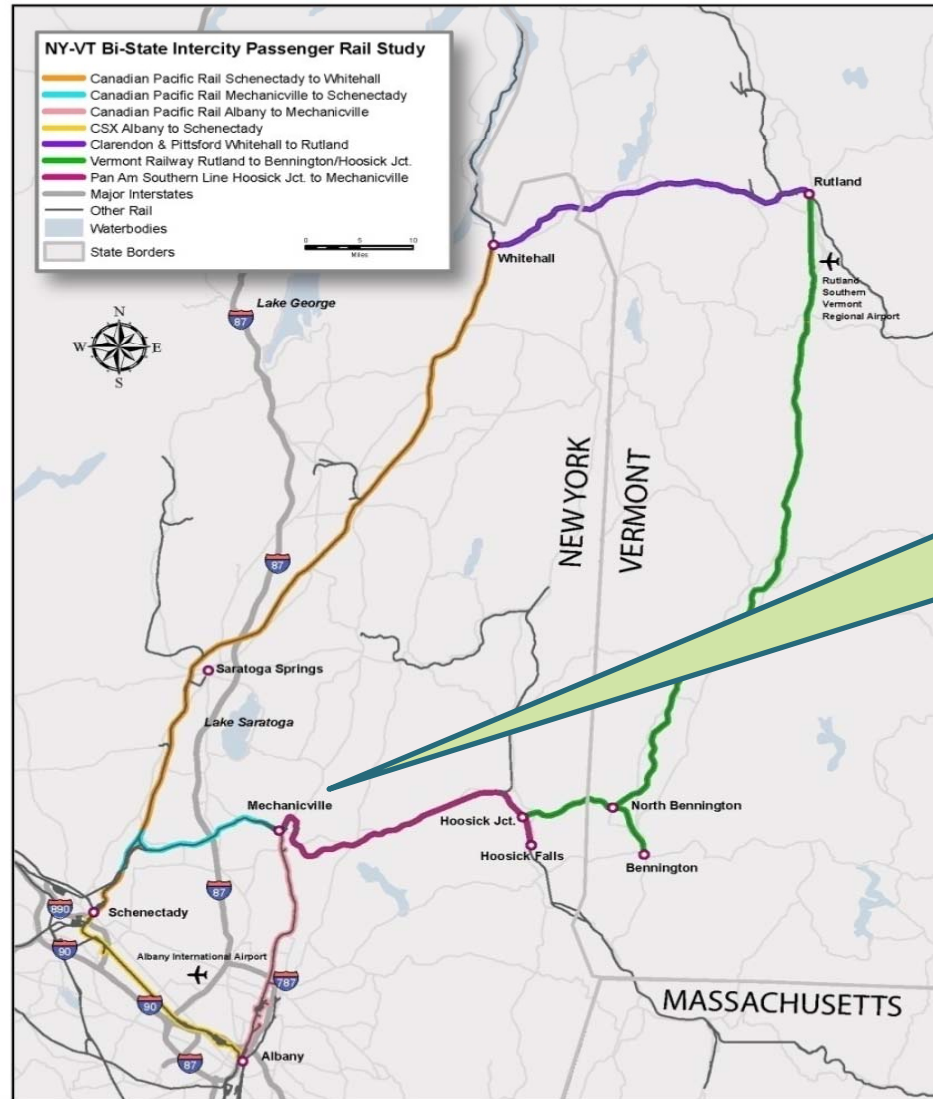 NY-VT Bi-State Intercity Passenger Rail Study
Canadian Pacific Rail Schenectady to Whitehall
Canadian Pacific Rail Mechanicville to Schenectady
Canadian Pacific Rail Albany to Mechanicville
CSX Albany to Schenectady
Clarendon & Pittsford Whitehall to Rutland
Vermont Railway Rutland to Bennington/Hoosick Jct.
Pan Am Southern Line Hoosick Jct. to Mechanicville
Major Interstates
Other Rail
Waterbodies
State Borders
0 5 10
Miles
Rutland
Whitehall
Rutland
Southern
Vermont
Regional Airport
Lake George
87
N
W E
S
NEW YORK
VERMONT
87
Saratoga Springs
Lake Saratoga
Mechanicville
Hoosick Jct.
North Bennington
Hoosick Falls
Bennington
87
890
Schenectady
90
Albany International Airport
787
90
MASSACHUSETTS
87
Albany